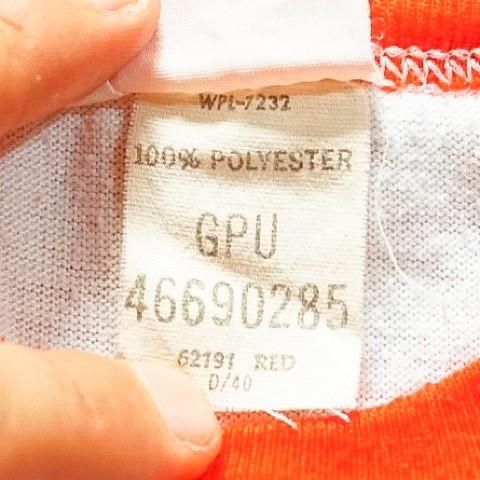 WPL-7232
100% POLYESTER
GPU
46690285
62191 RED
D/40